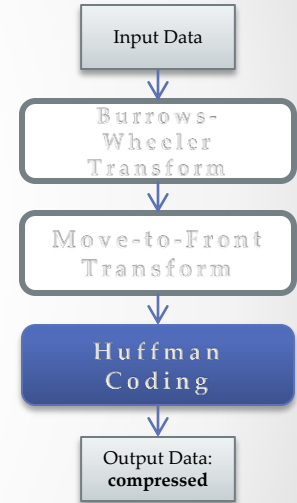 Input Data
Burrows-
Wheeler
Transform
Move-to-Front
Transform
Huffman
Coding
Output Data:
compressed